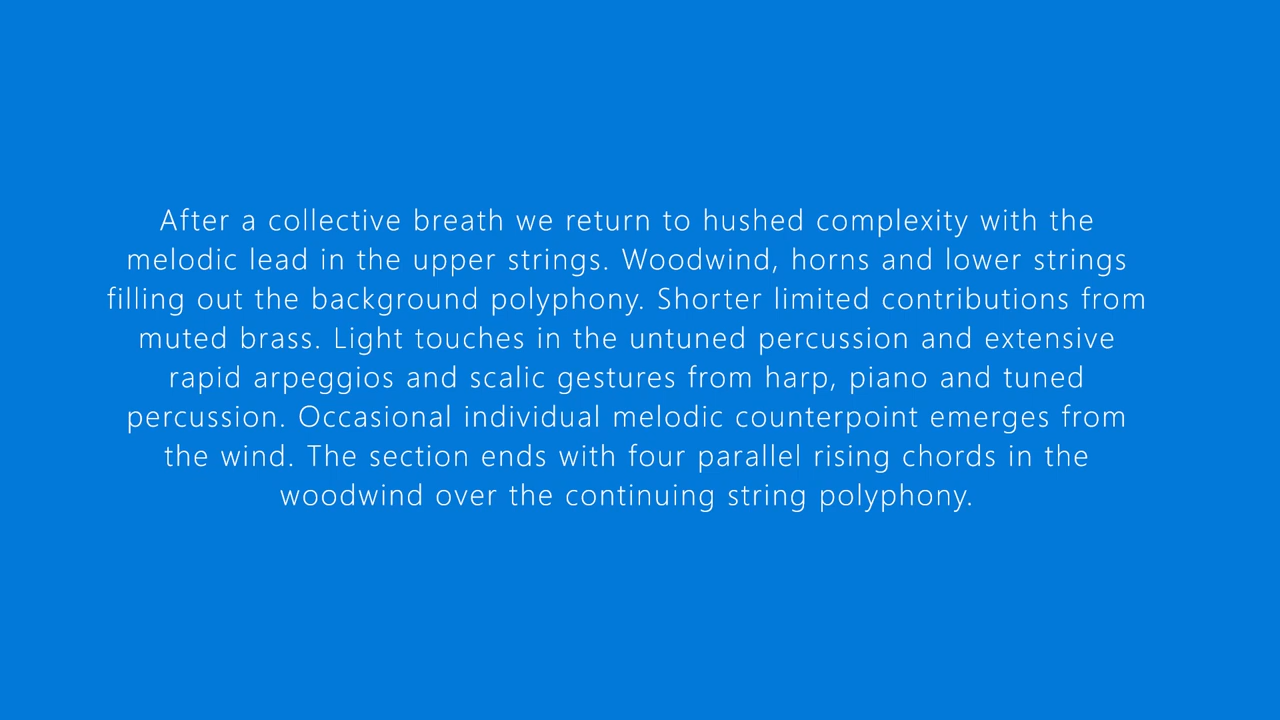 After a collective breath we return to hushed complexity with the
melodic lead in the upper strings. Woodwind, horns and lower strings
filling out the background polyphony. Shorter limited contributions from
muted brass. Light touches in the untuned percussion and extensive
rapid arpeggios and scalic gestures from harp, piano and tuned
percussion. Occasional individual melodic counterpoint emerges from
the wind. The section ends with four parallel rising chords in the
woodwind over the continuing string polyphony.